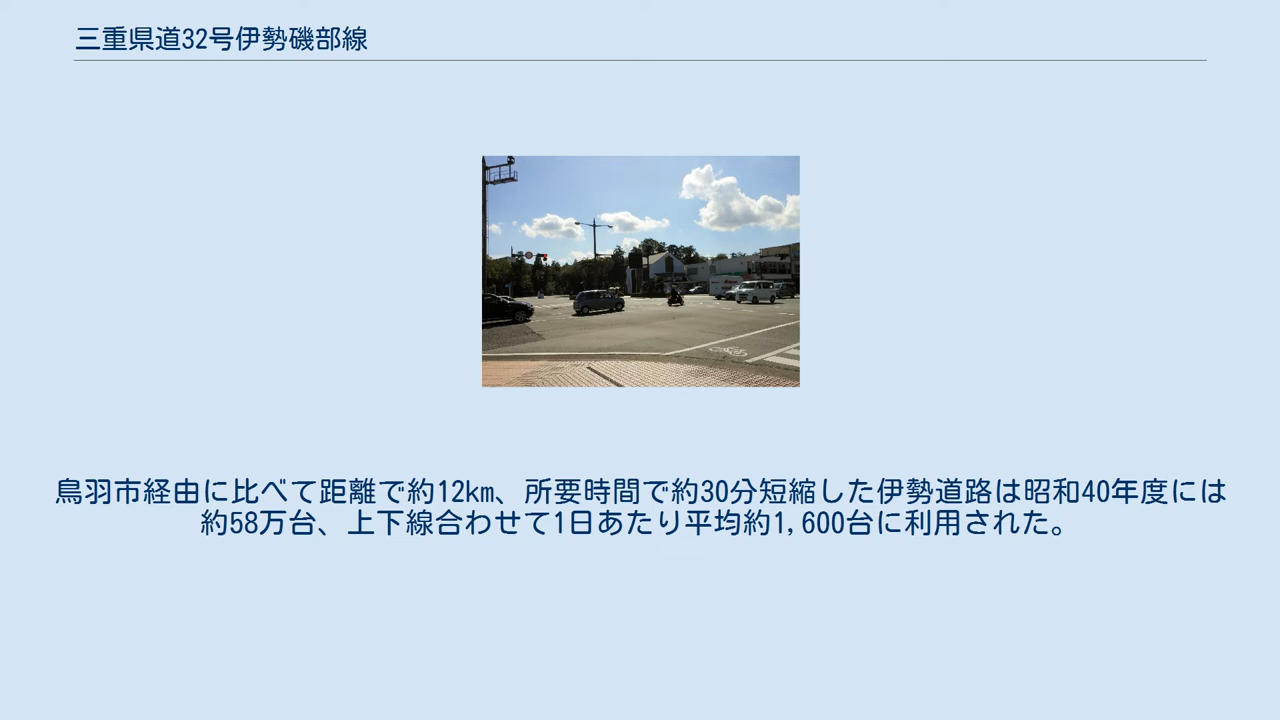 三重県道32号伊勢磯部線
鳥羽市経由に比べて距離で約12km、所要時間で約30分短縮した伊勢道路は昭和40年度には
約58万台、上下線合わせて1日あたり平均約1,600台に利用された。